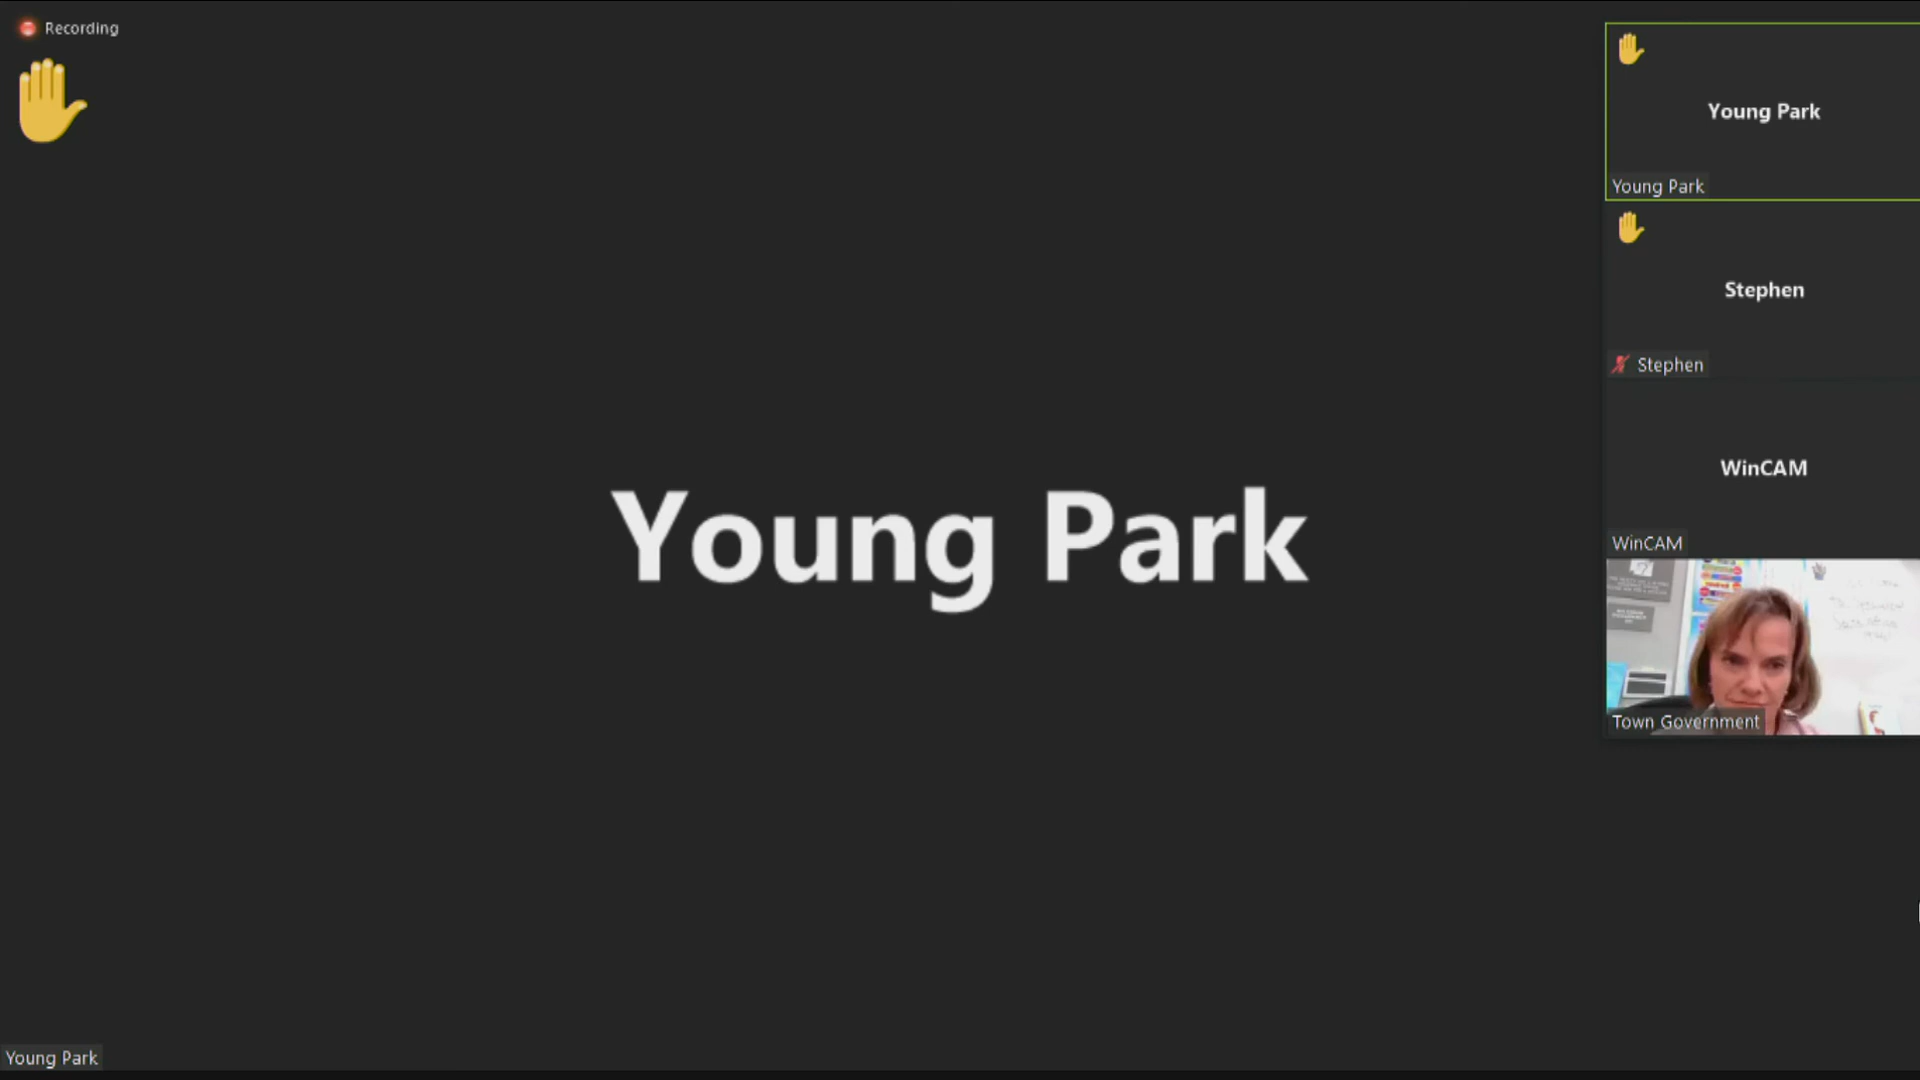 Recording
Young Park
Young Park
Young Park
Stephen
Stephen
WinCAM
WinCAM
Town Government
Young Park